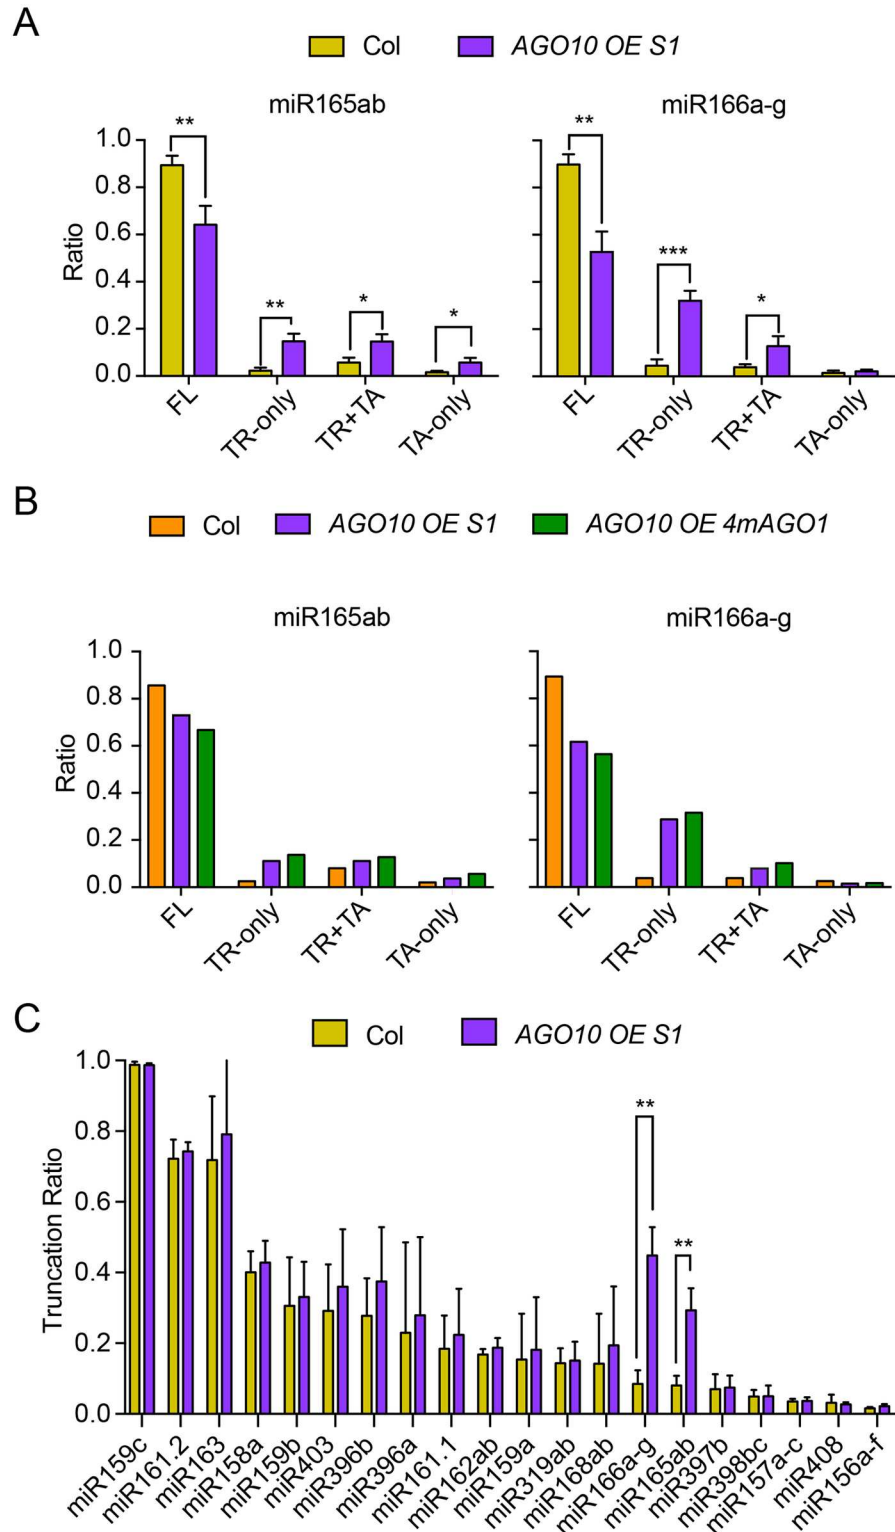 A
Col AGO10 OE S1
miR165ab miR166a-g
** **
1.0
0.8
0.6
0.4
0.2
0.0
Ratio
** * * *** *
FL TR-only TR+TA TA-only FL TR-only TR+TA TA-only
B
Col AGO10 OE S1 AGO10 OE 4mAGO1
miR165ab miR166a-g
1.0
0.8
0.6
0.4
0.2
0.0
Ratio
FL TR-only TR+TA TA-only FL TR-only TR+TA TA-only
C
Col AGO10 OE S1
1.0
0.8
0.6
0.4
0.2
0.0
Truncation Ratio
** **
miR159c miR161.2 miR163 miR158a miR159b miR403 miR396b miR396a miR161.1 miR162ab miR159a miR319ab miR168ab miR166a-g miR165ab miR397b miR398bc miR157a-c miR408 miR156a-f